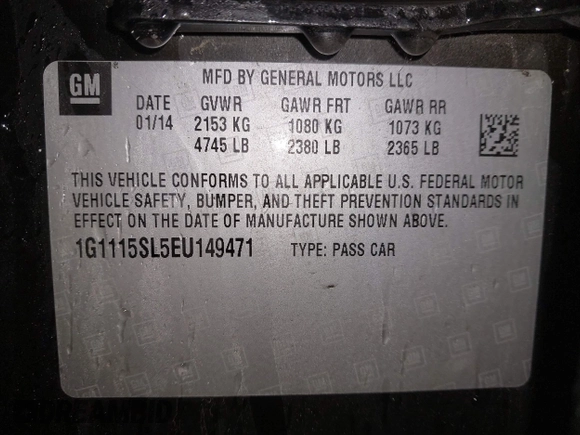 GM
MFD BY GENERAL MOTORS LLC
DATE GVWR GAWR FRT GAWR RR
01/14 2153 KG 1080 KG 1073 KG
4745 LB 2380 LB 2365 LB
THIS VEHICLE CONFORMS TO ALL APPLICABLE U.S. FEDERAL MOTOR
VEHICLE SAFETY, BUMPER, AND THEFT PREVENTION STANDARDS IN
EFFECT ON THE DATE OF MANUFACTURE SHOWN ABOVE.
1G1115SL5EU149471 TYPE: PASS CAR